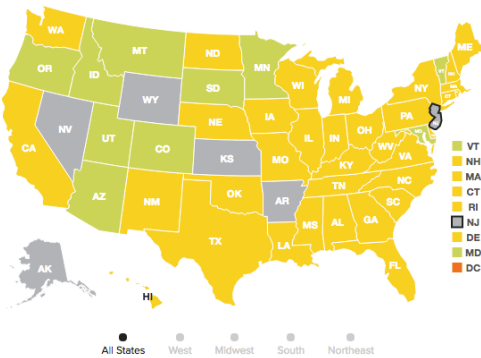 WA
MT
ND
MN
OR
ID
SD
WI
MI
NY
ME
VT
WY
NE
IA
PA
NV
UT
CO
KS
MO
IL
IN
OH
WV
VA
KY
CA
AZ
NM
OK
AR
TN
NC
SC
MS
AL
GA
TX
LA
FL
AK
HI
VT
NH
MA
CT
RI
NJ
DE
MD
DC
All States West Midwest South Northeast